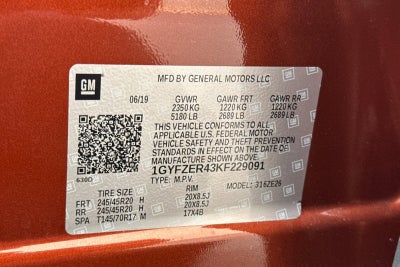 GM
MFD BY GENERAL MOTORS LLC
06/19 GVWR GAWR FRT GAWR RR
2350 KG 1220 KG 1220 KG
5180 LB 2689 LB 2689 LB
THIS VEHICLE CONFORMS TO ALL
APPLICABLE U.S. FEDERAL MOTOR
VEHICLE SAFETY AND THEFT PREVENTION
STANDARDS IN EFFECT ON THE DATE OF
MANUFACTURE SHOWN ABOVE.
1GYFZER43KF229091
630D TYPE: M.P.V. MODEL: 316ZE26
TIRE SIZE RIM
FRT 245/45R20 H 20X8.5J
RR 245/45R20 H 20X8.5J
SPA T145/70R17 M 17X4B